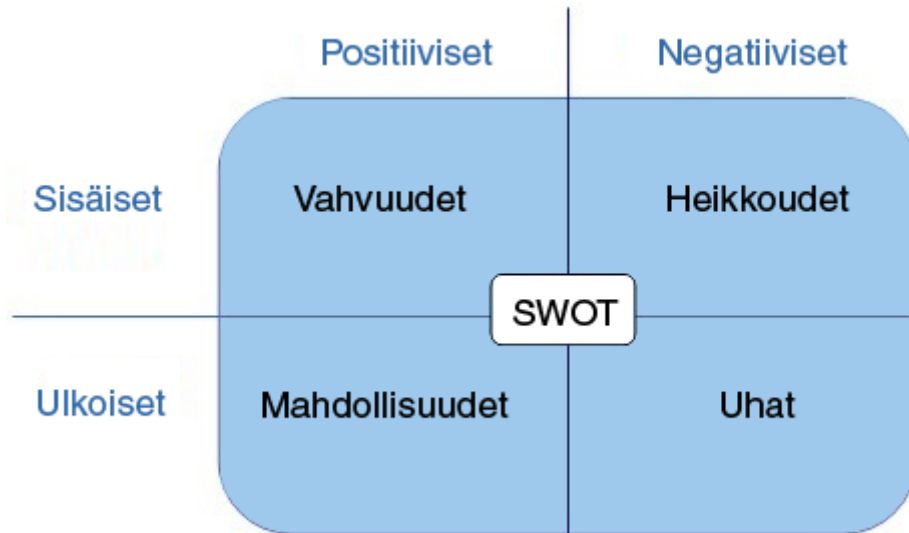 Positiiviset
Negatiiviset
Sisäiset
Vahvuudet
Heikkoudet
SWOT
Ulkoiset
Mahdollisuudet
Uhat